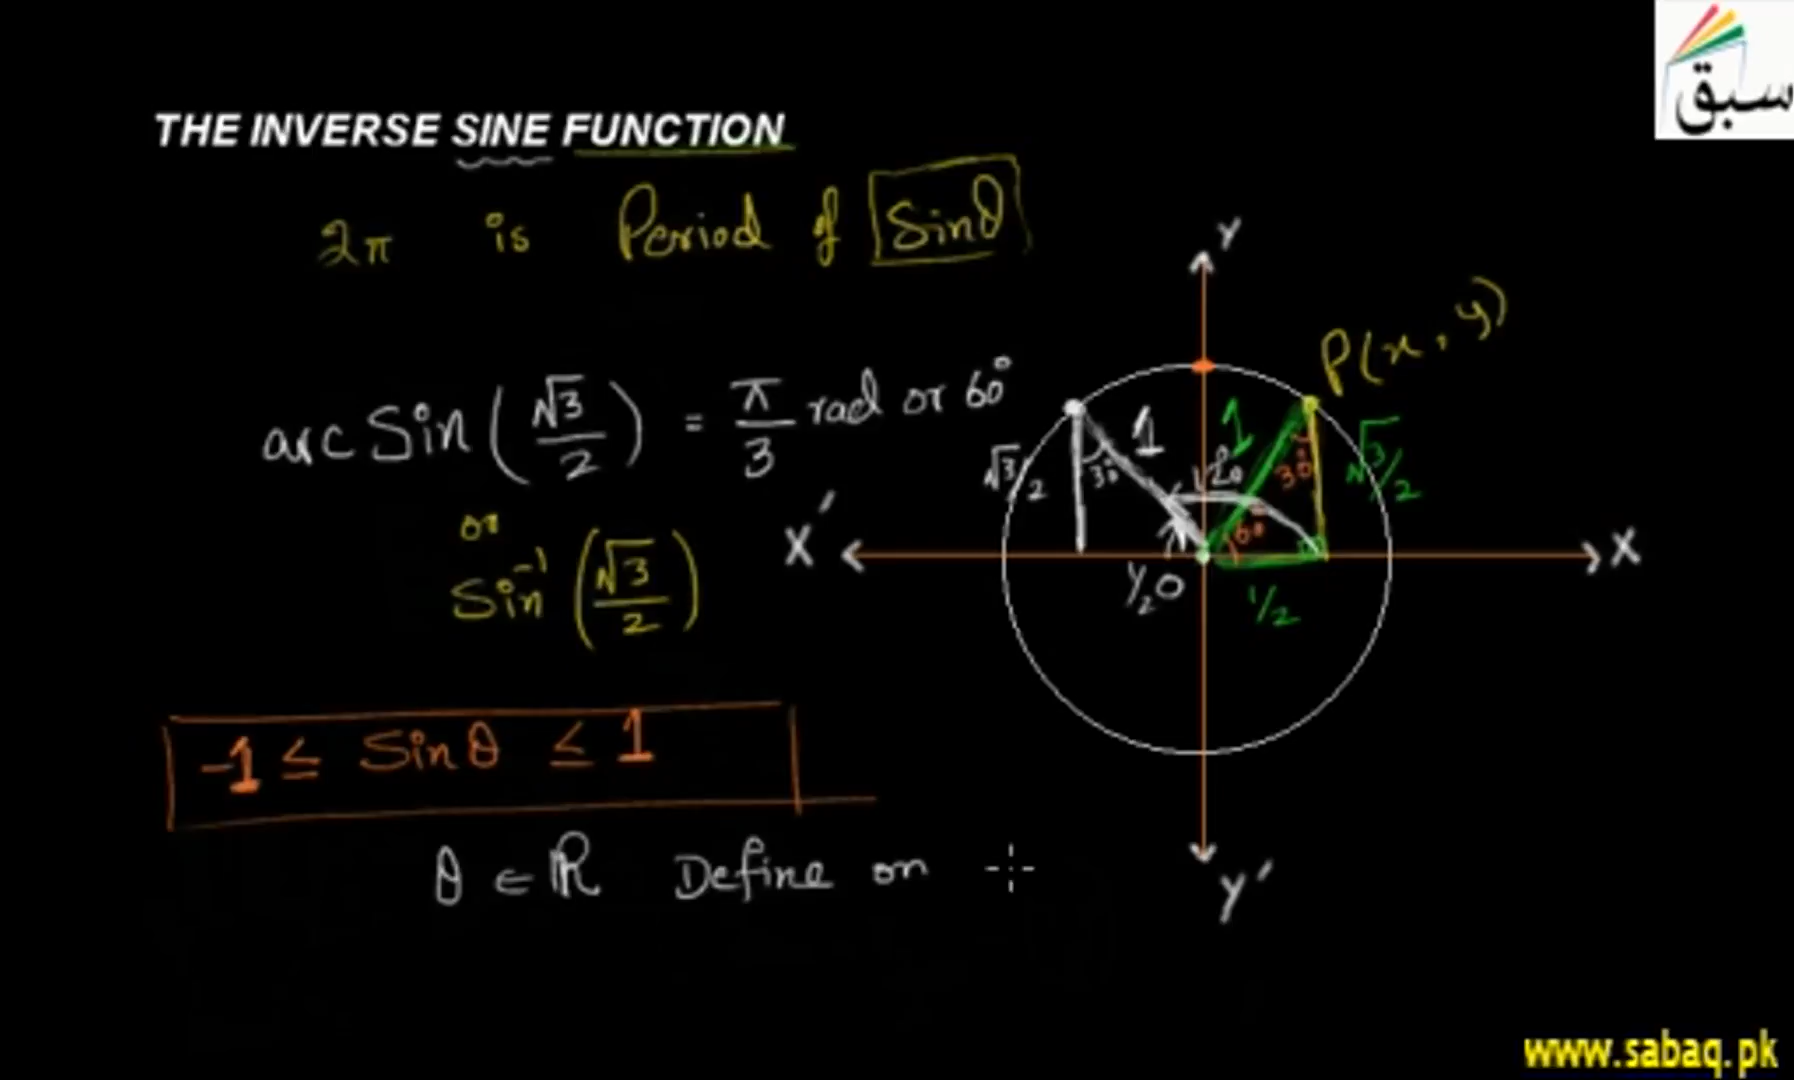 سبق
THE INVERSE SINE FUNCTION
2π is Period of Sinθ
arc Sin(√3/2) = π/3 rad or 60°
or
Sin⁻¹(√3/2)
-1 ≤ Sinθ ≤ 1
θ ∈ ℝ Define on
Y
P(x, y)
1
1
√3/2
30°
120
30°
√3/2
60
X′
X
1/2
O
1/2
Y′
www.sabaq.pk